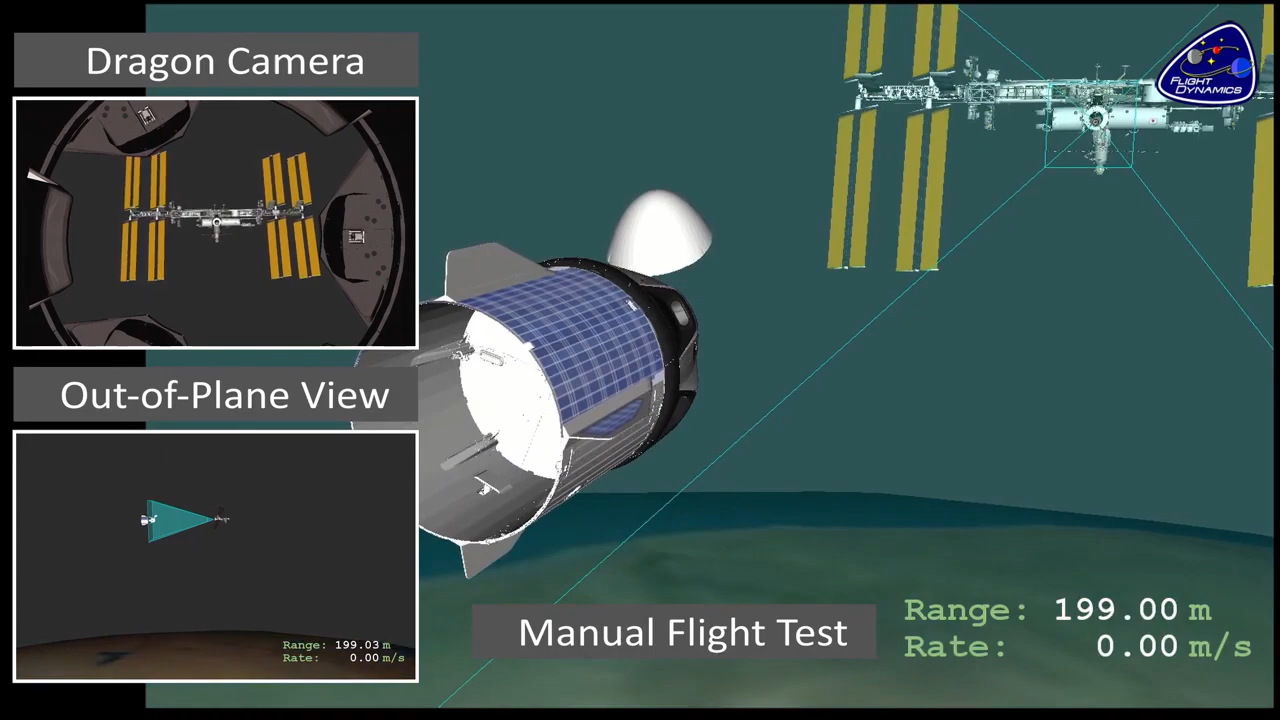 Dragon Camera
FLIGHT
DYNAMICS
Out-of-Plane View
Range: 199.03 m
Rate: 0.00 m/s
Manual Flight Test
Range: 199.00 m
Rate: 0.00 m/s